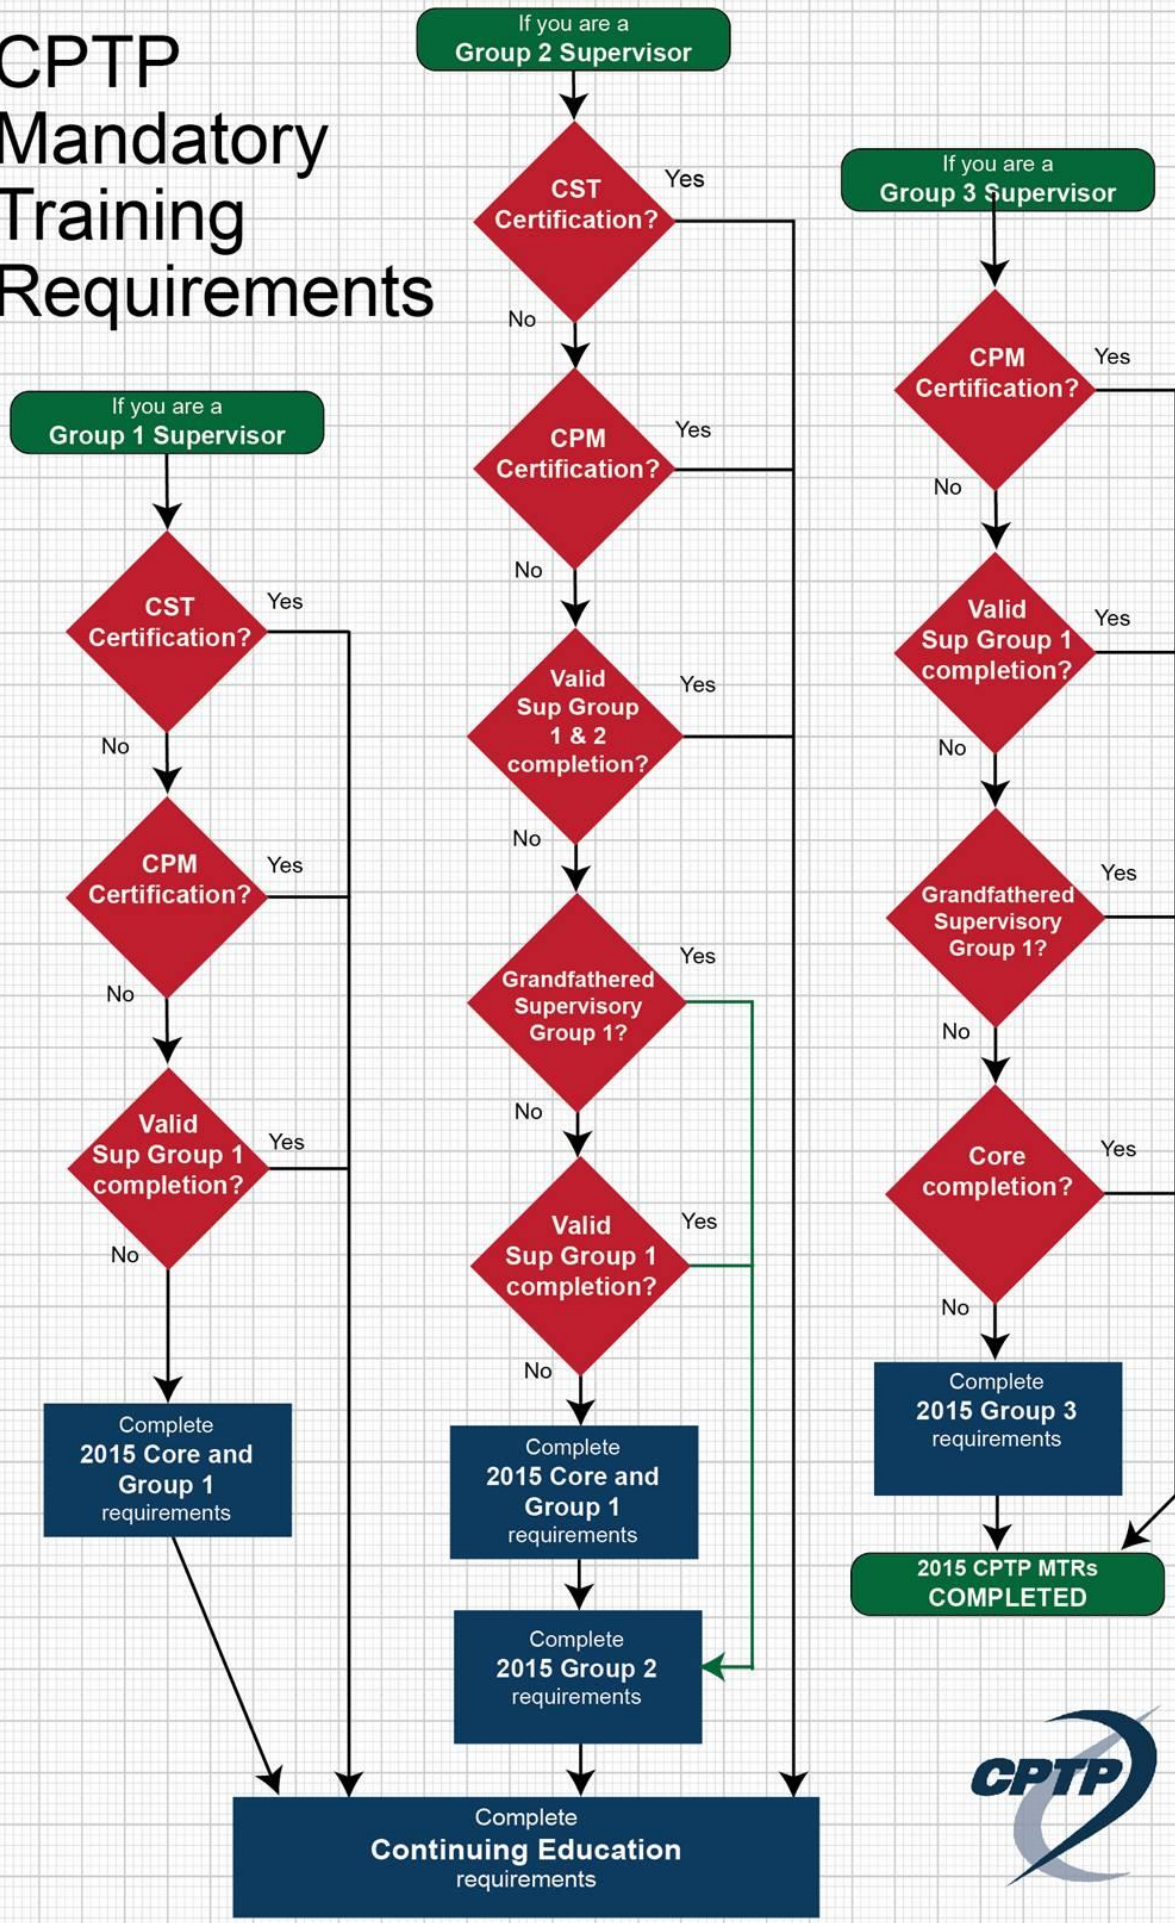 CPTP
Mandatory
Training
Requirements
If you are a
Group 1 Supervisor
CST
Certification?
Yes
No
CPM
Certification?
Yes
No
Valid
Sup Group 1
completion?
Yes
No
Complete
2015 Core and
Group 1
requirements
If you are a
Group 2 Supervisor
CST
Certification?
Yes
No
CPM
Certification?
Yes
No
Valid
Sup Group
1 & 2
completion?
Yes
No
Grandfathered
Supervisory
Group 1?
Yes
No
Valid
Sup Group 1
completion?
Yes
No
Complete
2015 Core and
Group 1
requirements
Complete
2015 Group 2
requirements
Complete
Continuing Education
requirements
If you are a
Group 3 Supervisor
CPM
Certification?
Yes
No
Valid
Sup Group 1
completion?
Yes
No
Grandfathered
Supervisory
Group 1?
Yes
No
Core
completion?
Yes
No
Complete
2015 Group 3
requirements
2015 CPTP MTRs
COMPLETED
CPTP